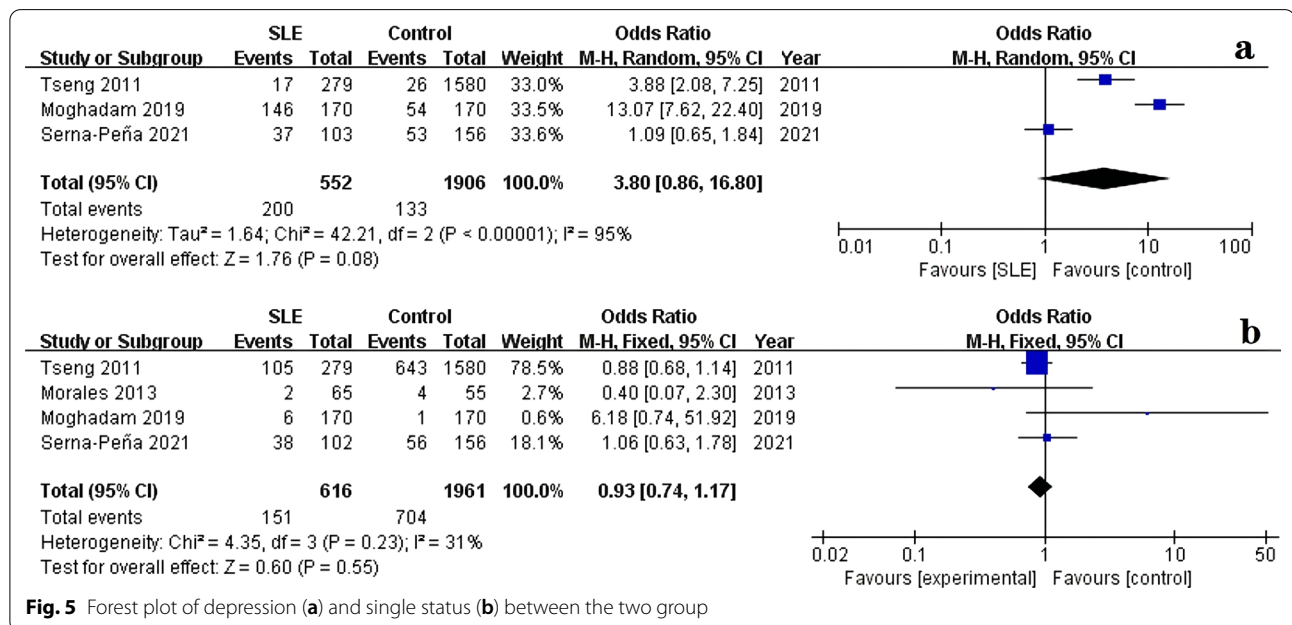 SLE Control Odds Ratio Odds Ratio a
Study or Subgroup Events Total Events Total Weight M-H, Random, 95% CI Year M-H, Random, 95% CI
Tseng 2011 17 279 26 1580 33.0% 3.88 [2.08, 7.25] 2011
Moghadam 2019 146 170 54 170 33.5% 13.07 [7.62, 22.40] 2019
Serna-Peña 2021 37 103 53 156 33.6% 1.09 [0.65, 1.84] 2021
Total (95% CI) 552 1906 100.0% 3.80 [0.86, 16.80]
Total events 200 133
Heterogeneity: Tau² = 1.64; Chi² = 42.21, df = 2 (P < 0.00001); I² = 95%
Test for overall effect: Z = 1.76 (P = 0.08)
0.01 0.1 1 10 100
Favours [SLE] Favours [control]
SLE Control Odds Ratio Odds Ratio b
Study or Subgroup Events Total Events Total Weight M-H, Fixed, 95% CI Year M-H, Fixed, 95% CI
Tseng 2011 105 279 643 1580 78.5% 0.88 [0.68, 1.14] 2011
Morales 2013 2 65 4 55 2.7% 0.40 [0.07, 2.30] 2013
Moghadam 2019 6 170 1 170 0.6% 6.18 [0.74, 51.92] 2019
Serna-Peña 2021 38 102 56 156 18.1% 1.06 [0.63, 1.78] 2021
Total (95% CI) 616 1961 100.0% 0.93 [0.74, 1.17]
Total events 151 704
Heterogeneity: Chi² = 4.35, df = 3 (P = 0.23); I² = 31%
Test for overall effect: Z = 0.60 (P = 0.55)
0.02 0.1 1 10 50
Favours [experimental] Favours [control]
Fig. 5 Forest plot of depression (a) and single status (b) between the two group